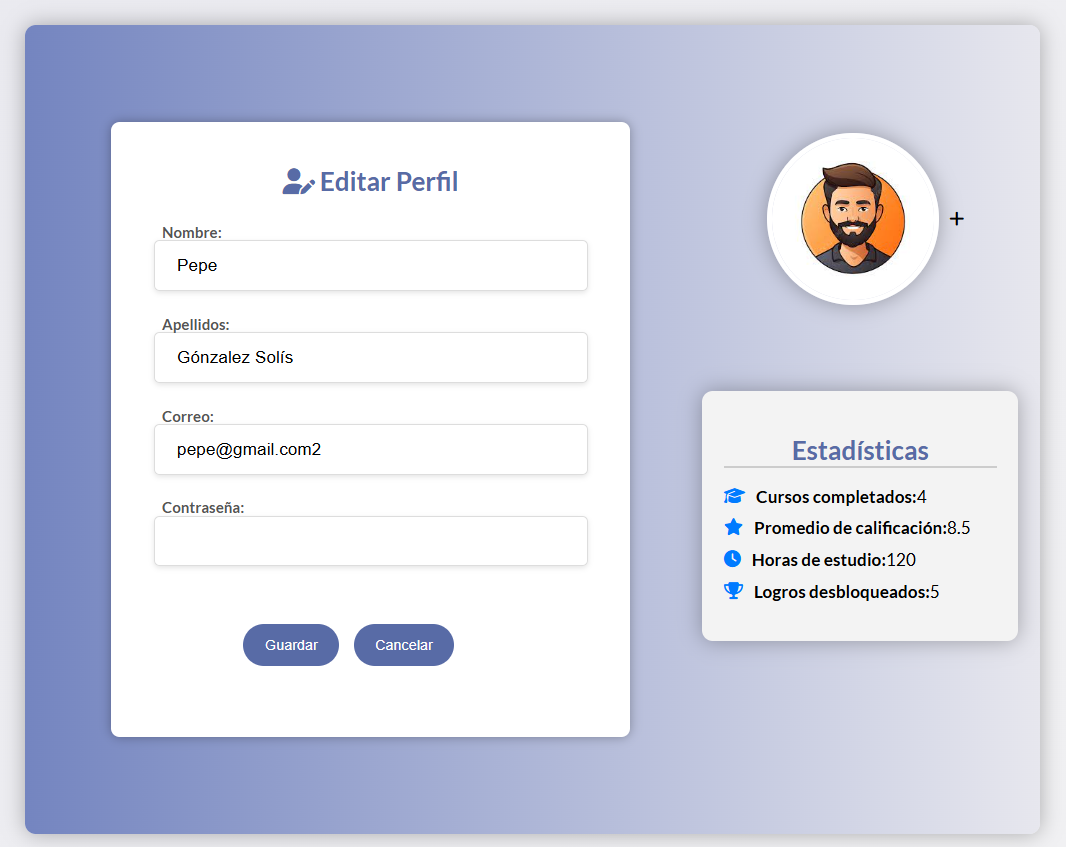 Editar Perfil
Nombre:
Pepe
Apellidos:
Gónzalez Solís
Correo:
pepe@gmail.com2
Contraseña:
Guardar
Cancelar
+
Estadísticas
Cursos completados:4
Promedio de calificación:8.5
Horas de estudio:120
Logros desbloqueados:5